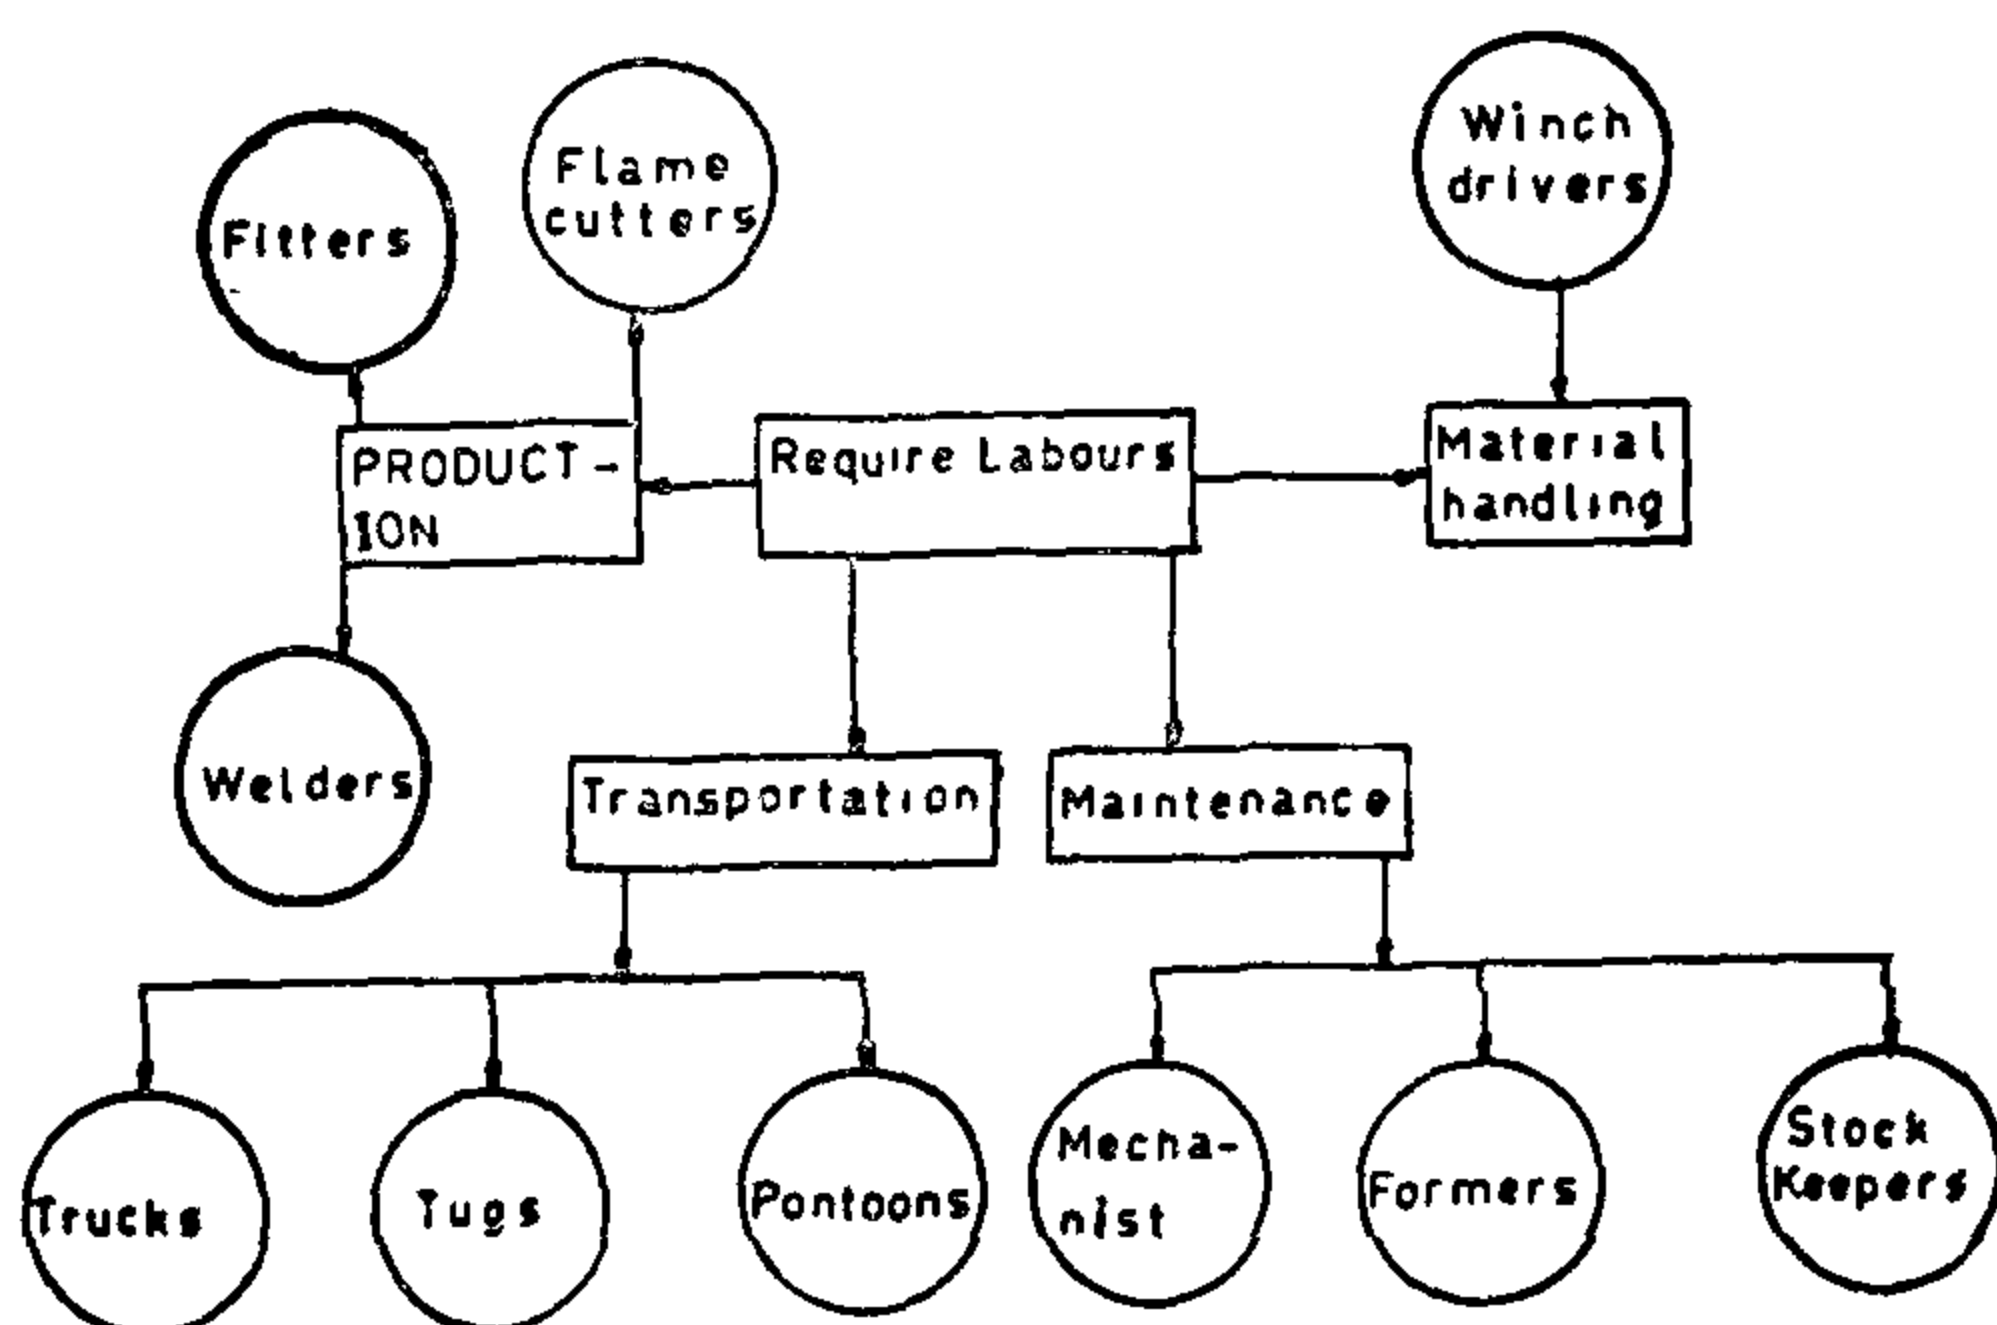 Fitters
Flame
cutters
Winch
drivers
PRODUCT-
ION
Require Labours
Material
handling
Welders
Transportation
Maintenance
Trucks
Tugs
Pontoons
Mecha-
nist
Formers
Stock
Keepers